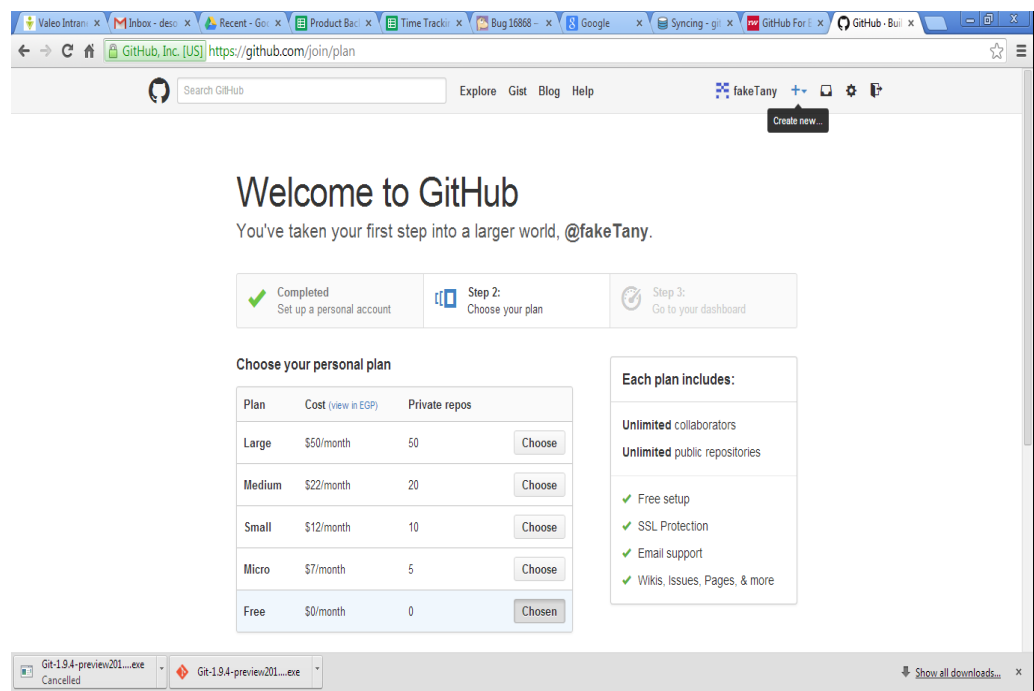 Valeo Intran
Inbox - deso
Recent - Goo
Product Bacl
Time Trackin
Bug 16868 –
Google
Syncing - git
GitHub For B
GitHub · Buil
GitHub, Inc. [US] https://github.com/join/plan
Search GitHub
Explore Gist Blog Help
fakeTany
Create new...
Welcome to GitHub
You've taken your first step into a larger world, @fakeTany.
Completed
Set up a personal account
Step 2:
Choose your plan
Step 3:
Go to your dashboard
Choose your personal plan
Plan Cost (view in EGP) Private repos
Large $50/month 50 Choose
Medium $22/month 20 Choose
Small $12/month 10 Choose
Micro $7/month 5 Choose
Free $0/month 0 Chosen
Each plan includes:
Unlimited collaborators
Unlimited public repositories
Free setup
SSL Protection
Email support
Wikis, Issues, Pages, & more
Git-1.9.4-preview201....exe
Cancelled
Git-1.9.4-preview201....exe
Show all downloads...